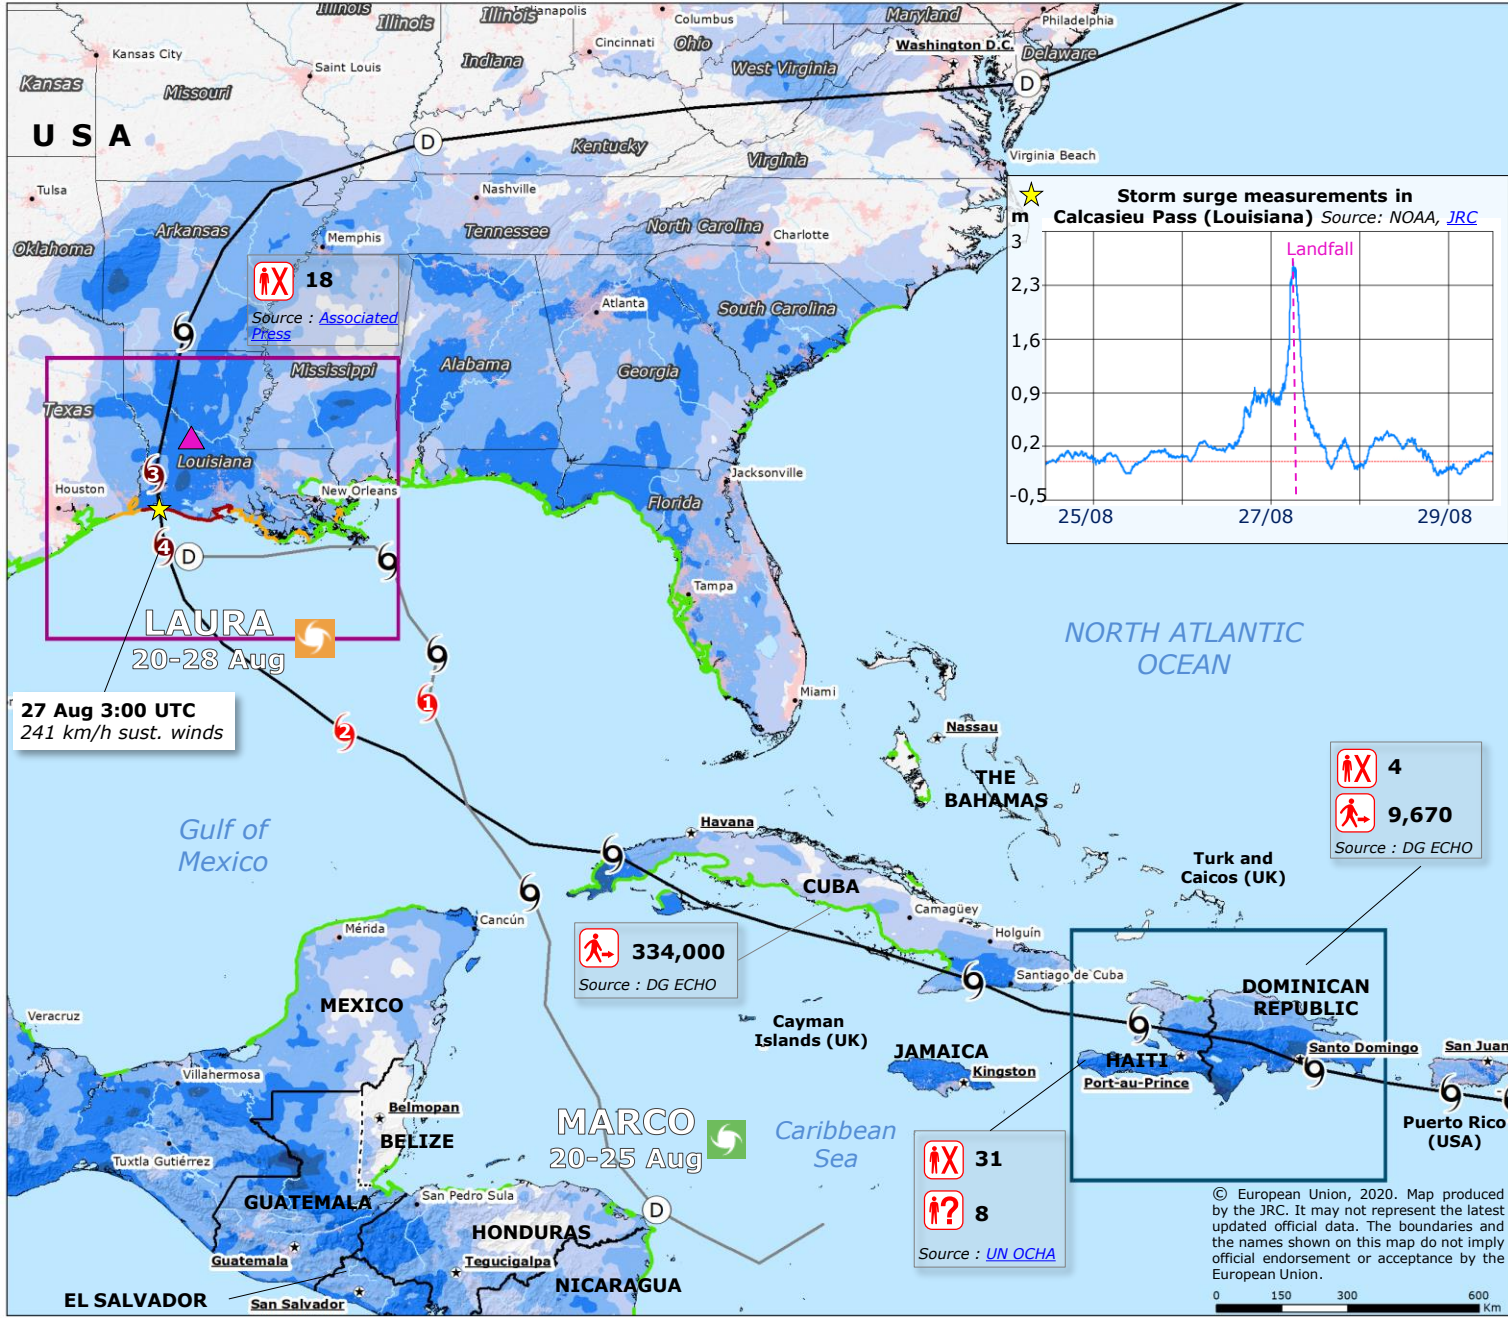 Illinois
Illinois
Illinois
Indianapolis
Columbus
Maryland
Philadelphia
Kansas City
Cincinnati
Ohio
Washington D.C.
Delaware
Kansas
Missouri
Saint Louis
Indiana
West Virginia
D
U S A
D
Kentucky
Virginia
Virginia Beach
Tulsa
Nashville
Oklahoma
Arkansas
Memphis
Tennessee
North Carolina
Charlotte
Storm surge measurements in
Calcasieu Pass (Louisiana) Source: NOAA, JRC
m
3
2,3
1,6
0,9
0,2
-0,5
Landfall
25/08
27/08
29/08
18
Source : Associated
Press
Atlanta
South Carolina
Mississippi
Alabama
Georgia
Texas
Louisiana
3
Houston
New Orleans
Jacksonville
Florida
4
D
Tampa
LAURA
20-28 Aug
NORTH ATLANTIC
OCEAN
27 Aug 3:00 UTC
241 km/h sust. winds
1
2
Miami
Nassau
THE
BAHAMAS
4
9,670
Source : DG ECHO
Gulf of
Mexico
Havana
CUBA
Turk and
Caicos (UK)
Cancún
Mérida
Camagüey
Holguín
334,000
Source : DG ECHO
Santiago de Cuba
MEXICO
DOMINICAN
REPUBLIC
Veracruz
Cayman
Islands (UK)
JAMAICA
Kingston
HAITI
Port-au-Prince
Santo Domingo
San Juan
Villahermosa
Belmopan
BELIZE
MARCO
20-25 Aug
Caribbean
Sea
Puerto Rico
(USA)
Tuxtla Gutiérrez
GUATEMALA
San Pedro Sula
D
31
8
Source : UN OCHA
HONDURAS
Guatemala
Tegucigalpa
NICARAGUA
EL SALVADOR
San Salvador
© European Union, 2020. Map produced
by the JRC. It may not represent the latest
updated official data. The boundaries and
the names shown on this map do not imply
official endorsement or acceptance by the
European Union.
0 150 300 600
Km